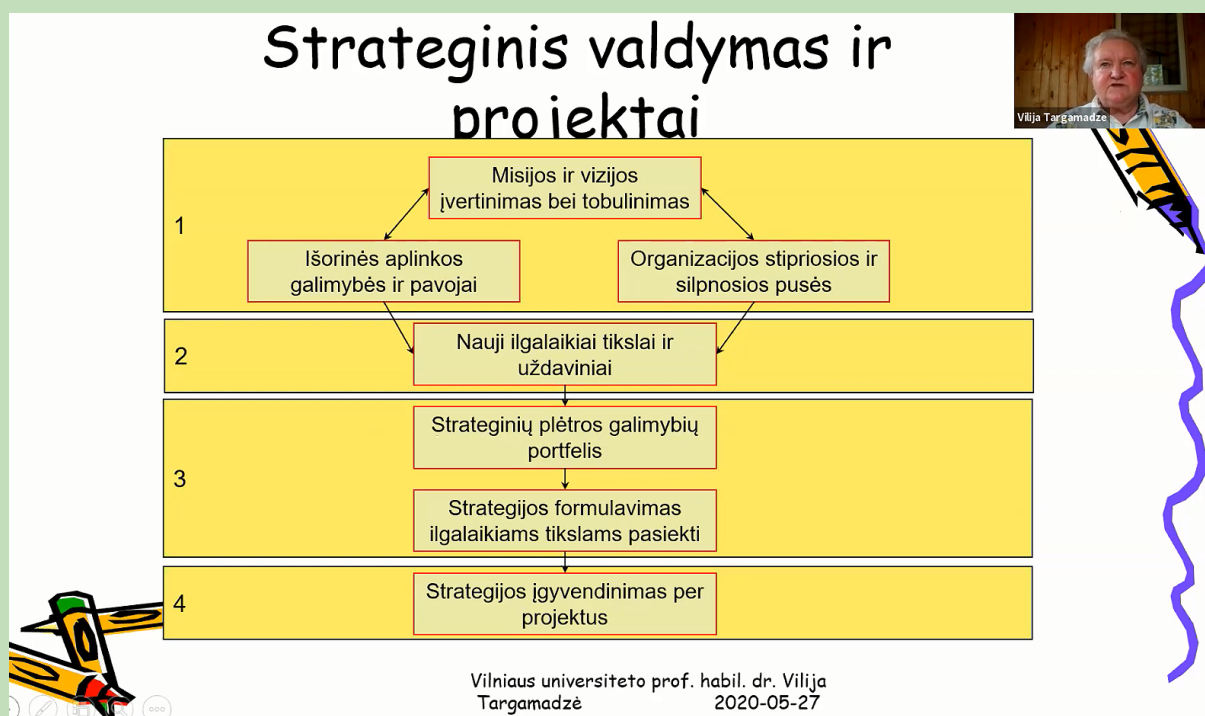 Strateginis valdymas ir
projektai
Vilija Targamadze
1
Misijos ir vizijos
įvertinimas bei tobulinimas
Išorinės aplinkos
galimybės ir pavojai
Organizacijos stipriosios ir
silpnosios pusės
2
Nauji ilgalaikiai tikslai ir
uždaviniai
3
Strateginių plėtros galimybių
portfelis
Strategijos formulavimas
ilgalaikiams tikslams pasiekti
4
Strategijos įgyvendinimas per
projektus
Vilniaus universiteto prof. habil. dr. Vilija
Targamadzė 2020-05-27